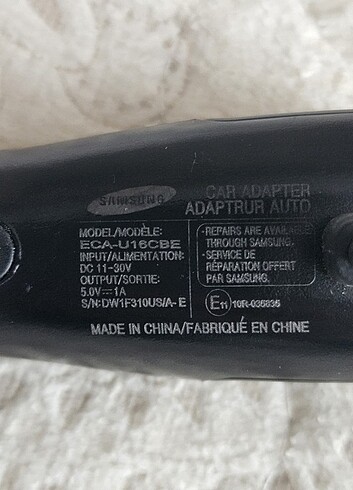 SAMSUNG
CAR ADAPTER
ADAPTRUR AUTO
MODEL/MODÈLE:
ECA-U16CBE
INPUT/ALIMENTATION:
DC 11-30V
OUTPUT/SORTIE:
5.0V⎓1A
S/N: DW1F310US/A-E
-REPAIRS ARE AVAILABLE
THROUGH SAMSUNG.
-SERVICE DE
RÉPARATION OFFERT
PAR SAMSUNG.
E11 10R-035835
MADE IN CHINA/FABRIQUÉ EN CHINE